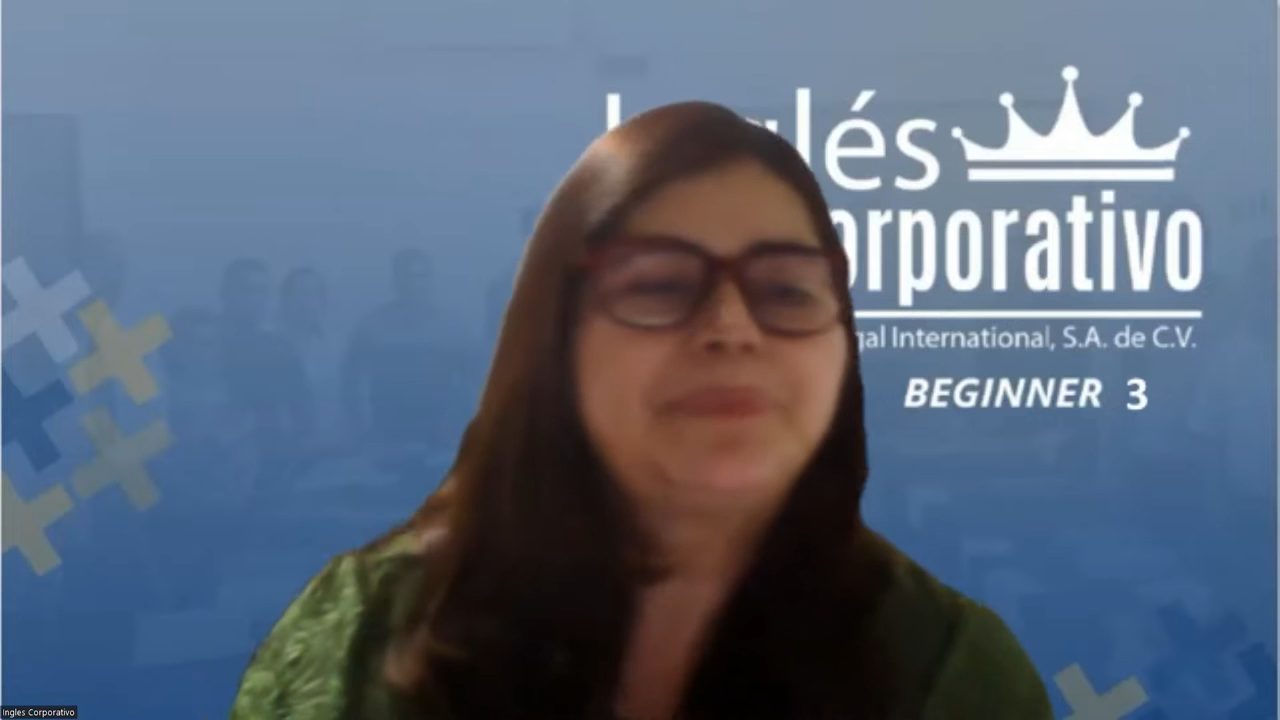 lés
orporativo
gal International, S.A. de C.V.
BEGINNER 3
Ingles Corporativo